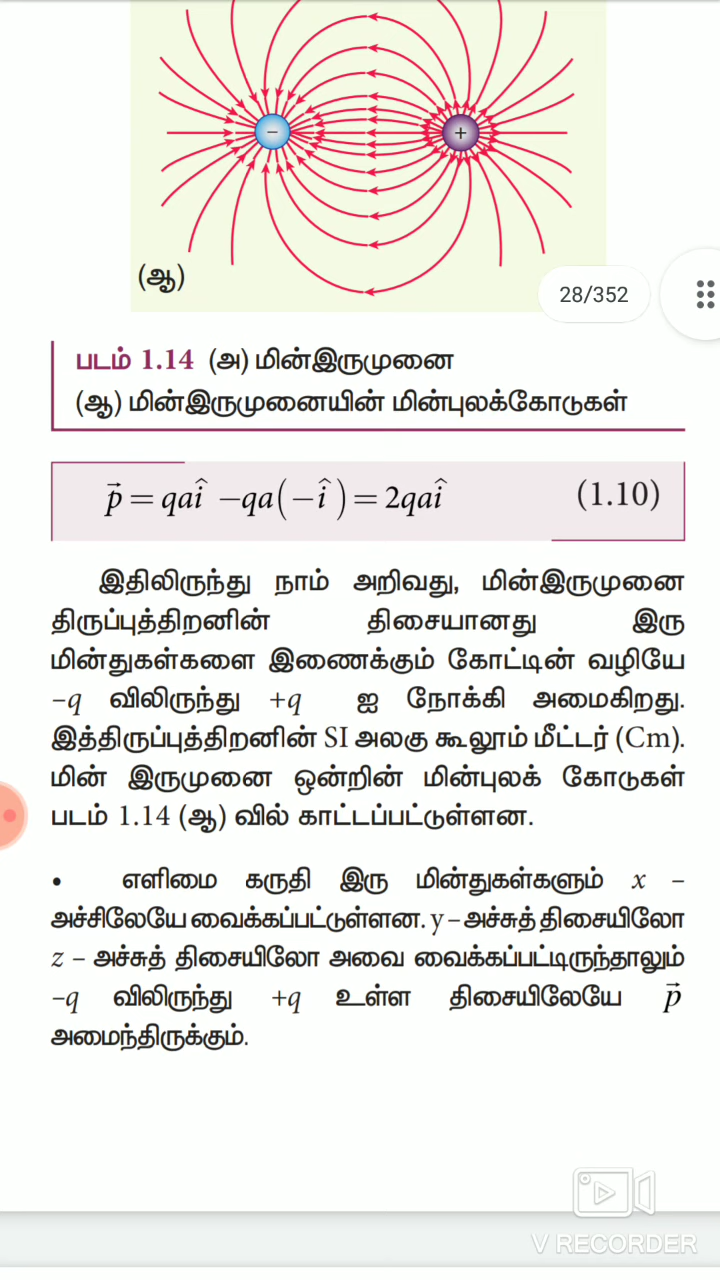 −
+
(ஆ)
28/352
படம் 1.14 (அ) மின்இருமுனை
(ஆ) மின்இருமுனையின் மின்புலக்கோடுகள்
p⃗ = qaî −qa(−î) = 2qaî (1.10)
இதிலிருந்து நாம் அறிவது, மின்இருமுனை
திருப்புத்திறனின் திசையானது இரு
மின்துகள்களை இணைக்கும் கோட்டின் வழியே
−q விலிருந்து +q ஐ நோக்கி அமைகிறது.
இத்திருப்புத்திறனின் SI அலகு கூலூம் மீட்டர் (Cm).
மின் இருமுனை ஒன்றின் மின்புலக் கோடுகள்
படம் 1.14 (ஆ) வில் காட்டப்பட்டுள்ளன.
• எளிமை கருதி இரு மின்துகள்களும் x –
அச்சிலேயே வைக்கப்பட்டுள்ளன. y – அச்சுத் திசையிலோ
z – அச்சுத் திசையிலோ அவை வைக்கப்பட்டிருந்தாலும்
−q விலிருந்து +q உள்ள திசையிலேயே p⃗
அமைந்திருக்கும்.
V RECORDER